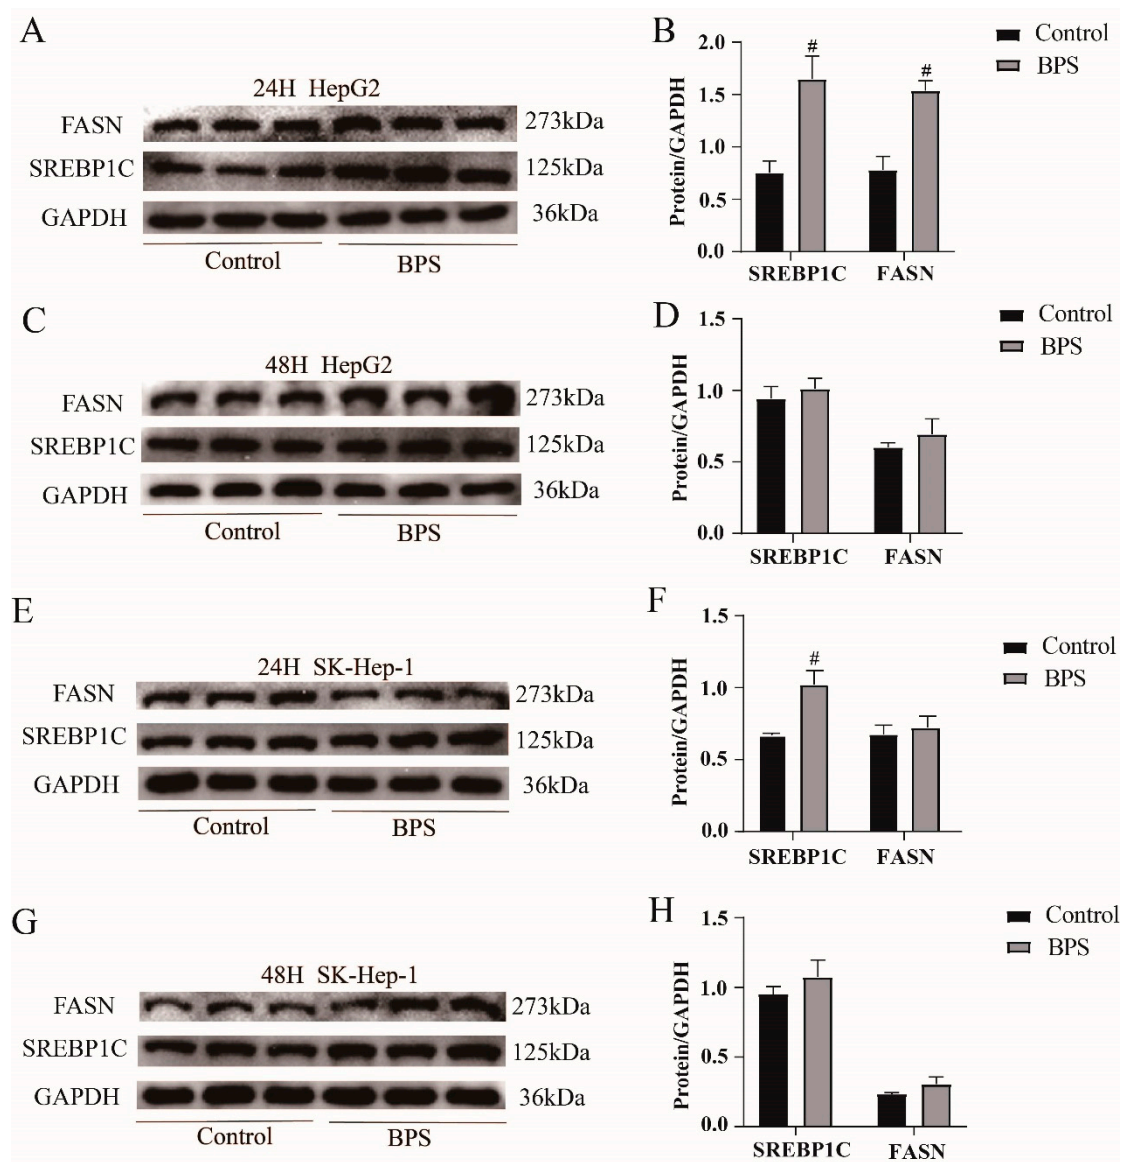 A
24H HepG2
FASN
273kDa
SREBP1C
125kDa
GAPDH
36kDa
Control
BPS
B
Control
BPS
#
#
Protein/GAPDH
2.0
1.5
1.0
0.5
0.0
SREBP1C
FASN
C
48H HepG2
FASN
273kDa
SREBP1C
125kDa
GAPDH
36kDa
Control
BPS
D
Control
BPS
Protein/GAPDH
1.5
1.0
0.5
0.0
SREBP1C
FASN
E
24H SK-Hep-1
FASN
273kDa
SREBP1C
125kDa
GAPDH
36kDa
Control
BPS
F
Control
BPS
#
Protein/GAPDH
1.5
1.0
0.5
0.0
SREBP1C
FASN
G
48H SK-Hep-1
FASN
273kDa
SREBP1C
125kDa
GAPDH
36kDa
Control
BPS
H
Control
BPS
Protein/GAPDH
1.5
1.0
0.5
0.0
SREBP1C
FASN